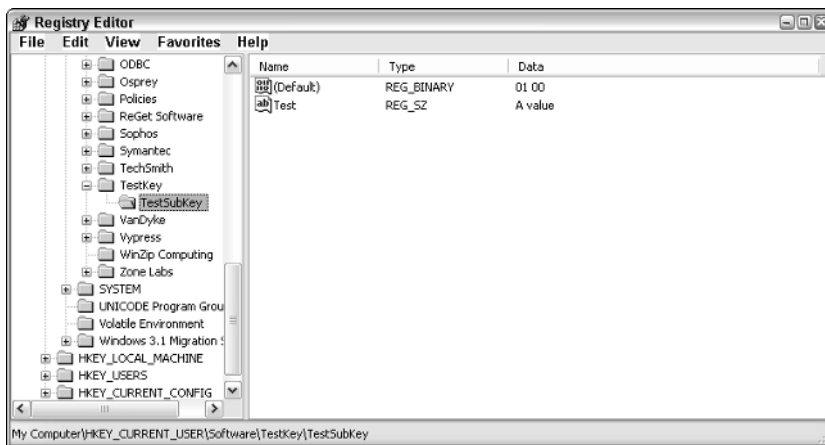 Registry Editor
File Edit View Favorites Help
ODBC
Osprey
Policies
ReGet Software
Sophos
Symantec
TechSmith
TestKey
TestSubKey
VanDyke
Vypress
WinZip Computing
Zone Labs
SYSTEM
UNICODE Program Grou
Volatile Environment
Windows 3.1 Migration S
HKEY_LOCAL_MACHINE
HKEY_USERS
HKEY_CURRENT_CONFIG
Name Type Data
(Default) REG_BINARY 01 00
ab Test REG_SZ A value
My Computer\HKEY_CURRENT_USER\Software\TestKey\TestSubKey